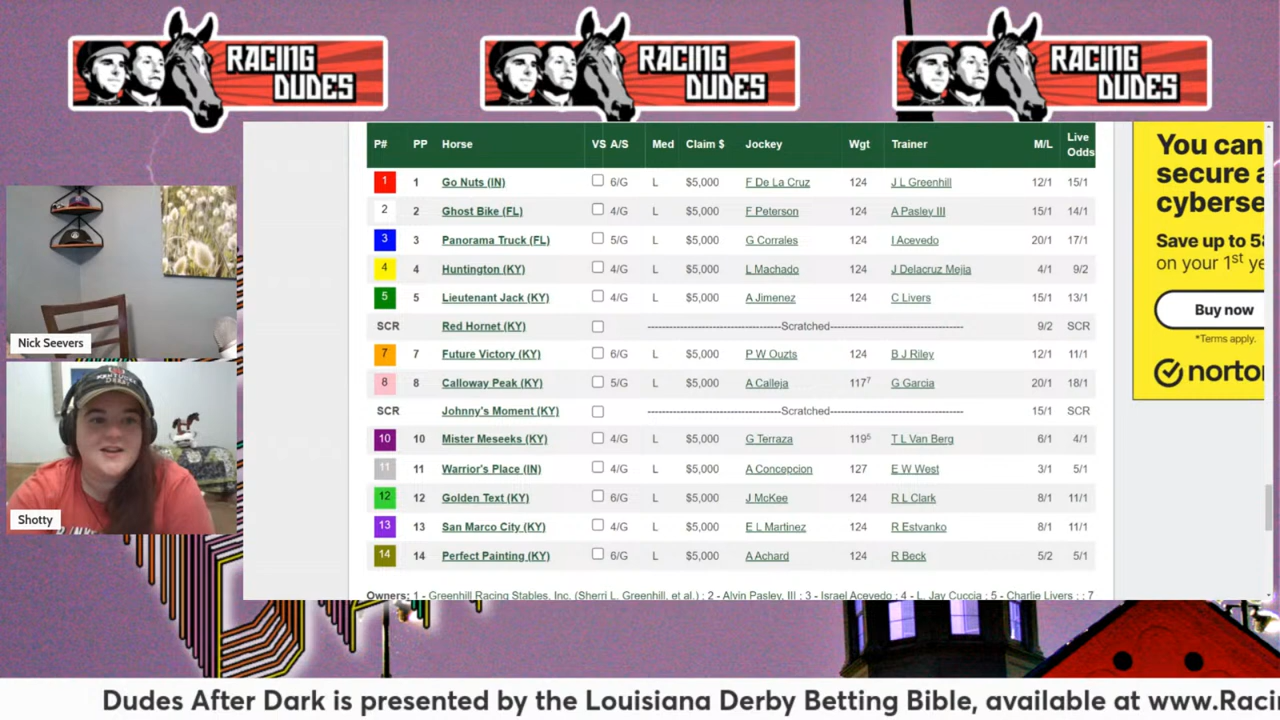 RACING DUDES
RACING DUDES
RACING DUDES
P# PP Horse VS A/S Med Claim $ Jockey Wgt Trainer M/L Live Odds
1 1 Go Nuts (IN) 6/G L $5,000 F De La Cruz 124 J L Greenhill 12/1 15/1
2 2 Ghost Bike (FL) 4/G L $5,000 F Peterson 124 A Pasley III 15/1 14/1
3 3 Panorama Truck (FL) 5/G L $5,000 G Corrales 124 I Acevedo 20/1 17/1
4 4 Huntington (KY) 4/G L $5,000 L Machado 124 J Delacruz Mejia 4/1 9/2
5 5 Lieutenant Jack (KY) 4/G L $5,000 A Jimenez 124 C Livers 15/1 13/1
SCR Red Hornet (KY) Scratched 9/2 SCR
7 7 Future Victory (KY) 6/G L $5,000 P W Ouzts 124 B J Riley 12/1 11/1
8 8 Calloway Peak (KY) 5/G L $5,000 A Calleja 117⁷ G Garcia 20/1 18/1
SCR Johnny's Moment (KY) Scratched 15/1 SCR
10 10 Mister Meseeks (KY) 4/G L $5,000 G Terraza 119⁵ T L Van Berg 6/1 4/1
11 11 Warrior's Place (IN) 4/G L $5,000 A Concepcion 127 E W West 3/1 5/1
12 12 Golden Text (KY) 6/G L $5,000 J McKee 124 R L Clark 8/1 11/1
13 13 San Marco City (KY) 4/G L $5,000 E L Martinez 124 R Estvanko 8/1 11/1
14 14 Perfect Painting (KY) 6/G L $5,000 A Achard 124 R Beck 5/2 5/1
Owners: 1 - Greenhill Racing Stables, Inc. (Sherri L. Greenhill, et al.) ; 2 - Alvin Pasley, III ; 3 - Israel Acevedo ; 4 - L. Jay Cuccia ; 5 - Charlie Livers ; ; 7
You can
secure a
cyberse
Save up to 5
on your 1st ye
Buy now
*Terms apply.
norto
Nick Seevers
Shotty
Dudes After Dark is presented by the Louisiana Derby Betting Bible, available at www.Raci